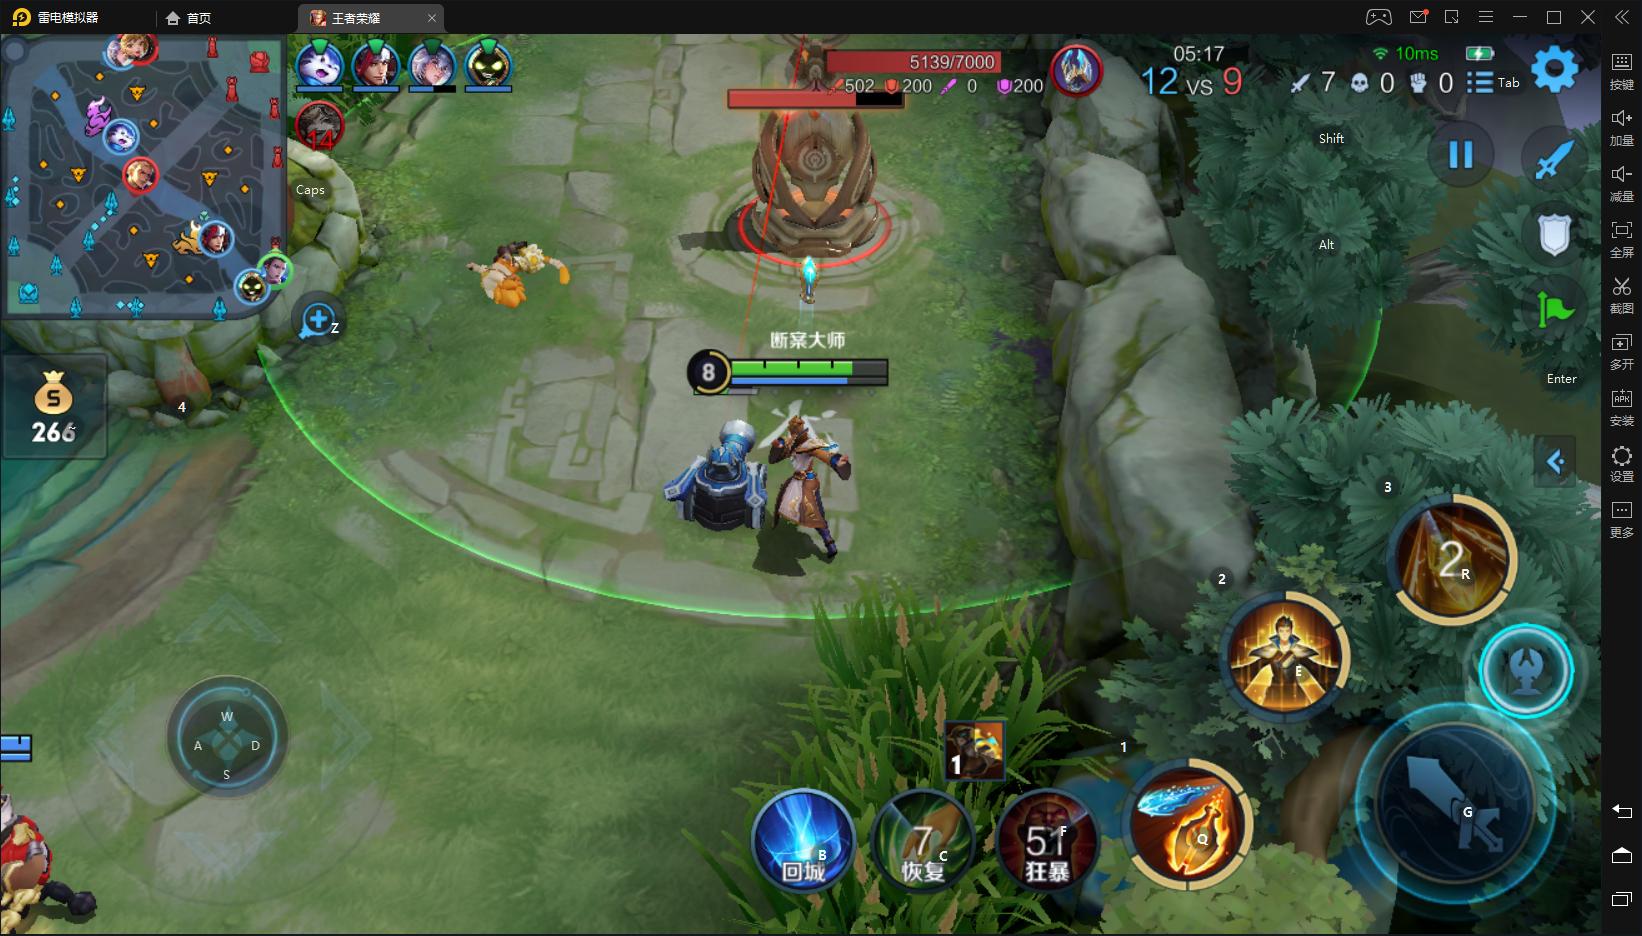 雷电模拟器
首页
王者荣耀
5139/7000
502 200 0 200
05:17
12 VS 9
10ms
7 0 0
Tab
14
Caps
Shift
Alt
Enter
Z
断案大师
8
4
3
2
1
2
R
E
W
A
D
S
1
B
回城
7
C
恢复
51
F
狂暴
Q
G
按键
加量
减量
全屏
截图
多开
APK
安装
设置
更多